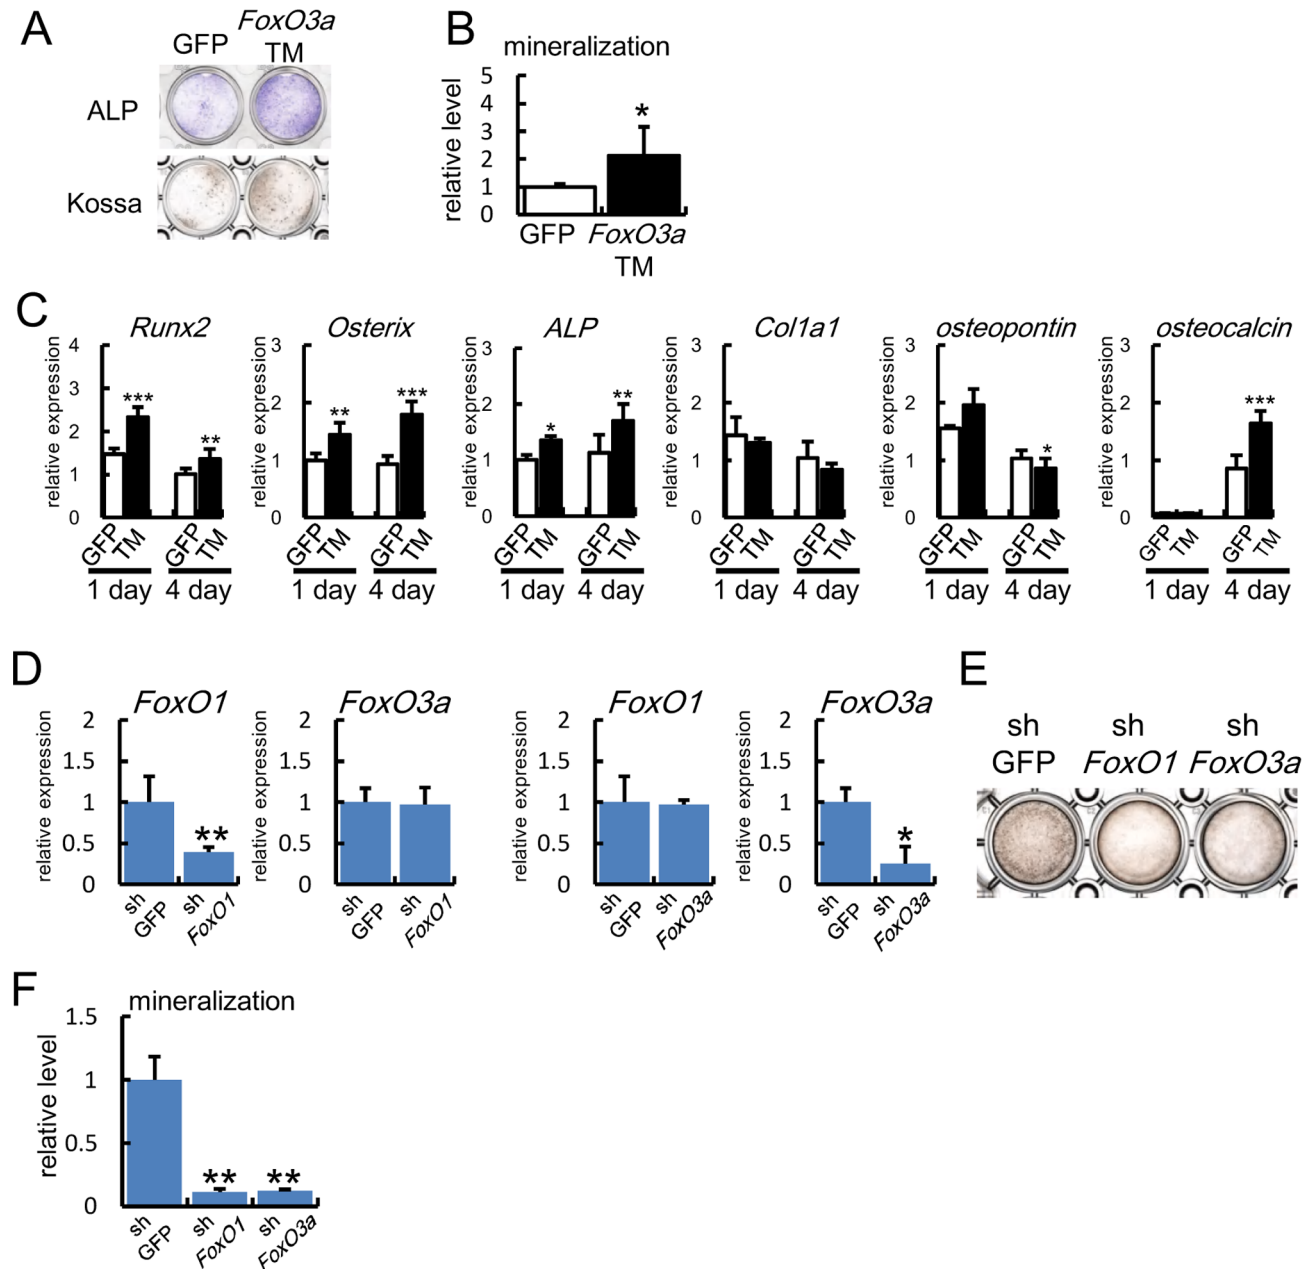 A
GFP
FoxO3a
TM
ALP
Kossa
B
mineralization
relative level
5
4
3
2
1
0
*
GFP
FoxO3a
TM
C
Runx2
relative expression
4
3
2
1
0
***
**
GFP TM GFP TM
1 day 4 day
Osterix
relative expression
3
2
1
0
**
***
GFP TM GFP TM
1 day 4 day
ALP
relative expression
3
2
1
0
*
**
GFP TM GFP TM
1 day 4 day
Col1a1
relative expression
3
2
1
0
GFP TM GFP TM
1 day 4 day
osteopontin
relative expression
3
2
1
0
*
GFP TM GFP TM
1 day 4 day
osteocalcin
relative expression
3
2
1
0
***
GFP TM GFP TM
1 day 4 day
D
FoxO1
relative expression
2
1.5
1
0.5
0
**
sh
GFP
sh
FoxO1
FoxO3a
relative expression
2
1.5
1
0.5
0
sh
GFP
sh
FoxO1
FoxO1
relative expression
2
1.5
1
0.5
0
sh
GFP
sh
FoxO3a
FoxO3a
relative expression
2
1.5
1
0.5
0
*
sh
GFP
sh
FoxO3a
E
sh
GFP
sh
FoxO1
sh
FoxO3a
F
mineralization
relative level
1.5
1
0.5
0
**
**
sh
GFP
sh
FoxO1
sh
FoxO3a